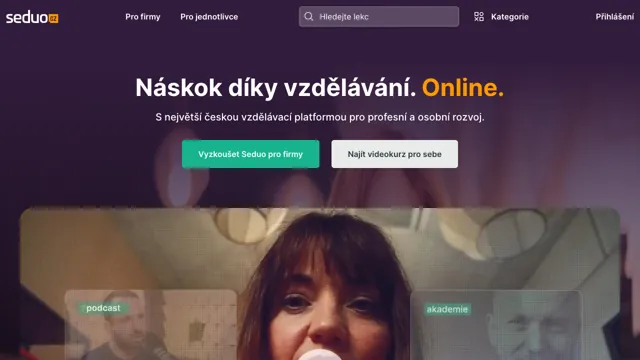 seduo.cz
Pro firmy
Pro jednotlivce
Hledejte lekc
Kategorie
Přihlášení
Náskok díky vzdělávání. Online.
S největší českou vzdělávací platformou pro profesní a osobní rozvoj.
Vyzkoušet Seduo pro firmy
Najít videokurz pro sebe
podcast
akademie